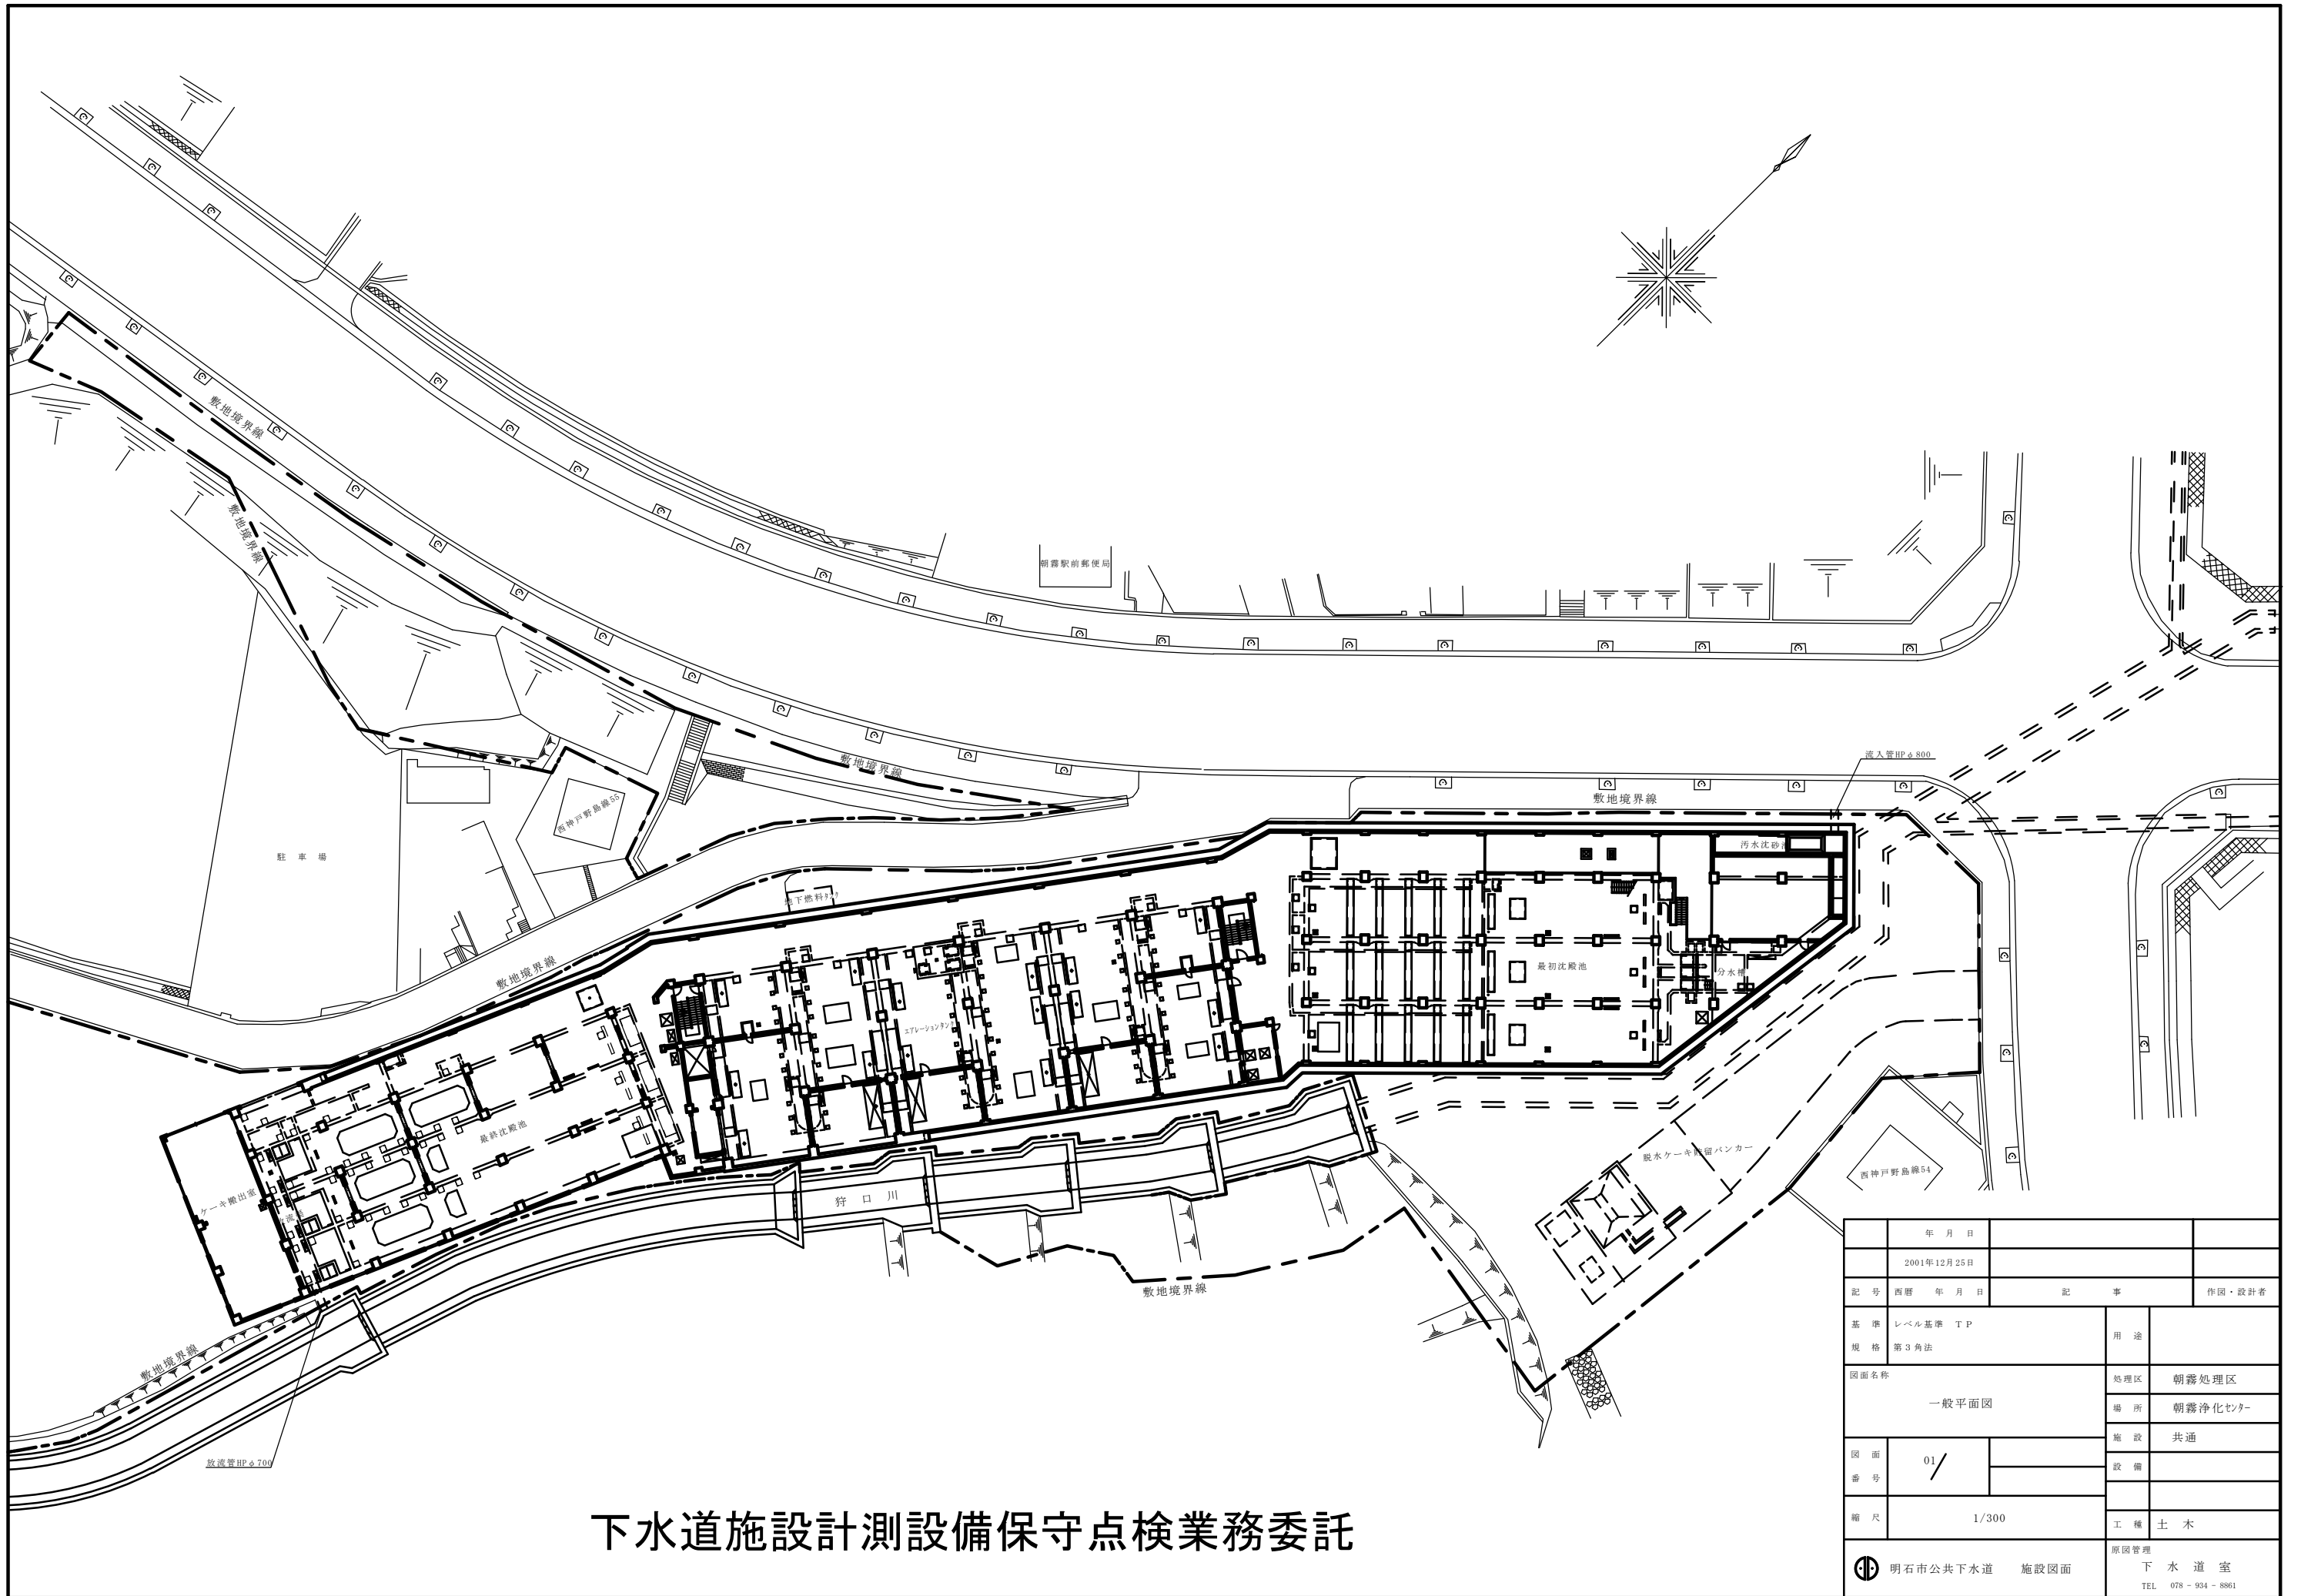 敷地境界線
敷地境界線
朝霧駅前郵便局
流入管HPφ800
敷地境界線
敷地境界線
西神戸野島線55
駐車場
汚水沈砂池
地下燃料タンク
敷地境界線
最初沈殿池
分水槽
エアレーションタンク
最終沈殿池
脱水ケーキ貯留バンカー
西神戸野島線54
ケーキ搬出室
狩口川
敷地境界線
敷地境界線
放流管HPφ700
下水道施設計測設備保守点検業務委託
年 月 日
2001年12月25日
記号 西暦 年 月 日 記事 作図・設計者
基準 レベル基準 TP
規格 第3角法
用途
図面名称
一般平面図
処理区 朝霧処理区
場所 朝霧浄化センター
施設 共通
図面番号 01/
設備
縮尺 1/300
工種 土木
明石市公共下水道 施設図面
原図管理
下水道室
TEL 078 - 934 - 8861